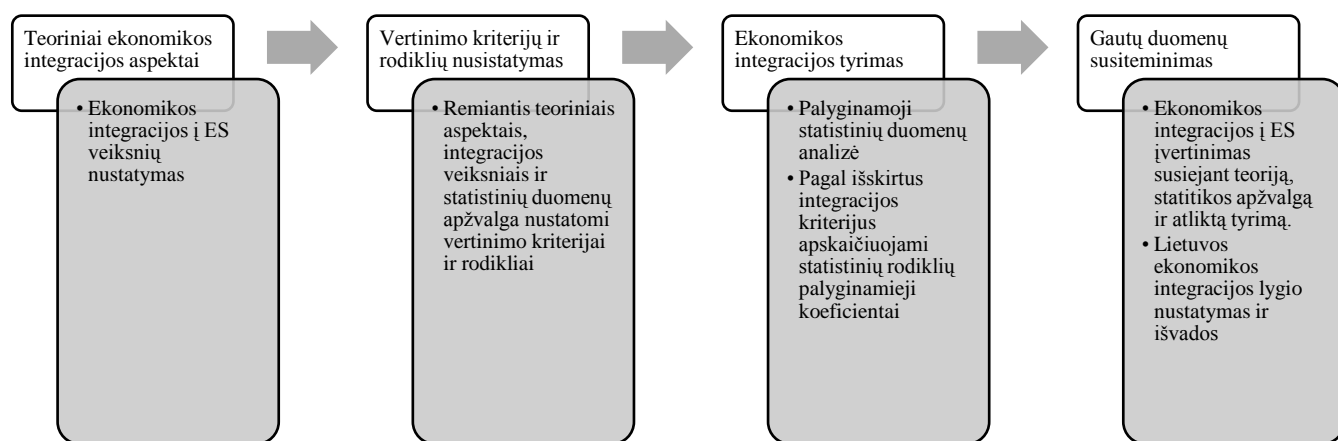 Teoriniai ekonomikos
integracijos aspektai
• Ekonomikos
integracijos į ES
veiksnių
nustatymas
Vertinimo kriterijų ir
rodiklių nusistatymas
• Remiantis teoriniais
aspektais,
integracijos
veiksniais ir
statistinių duomenų
apžvalga nustatomi
vertinimo kriterijai
ir rodikliai
Ekonomikos
integracijos tyrimas
• Palyginamoji
statistinių duomenų
analizė
• Pagal išskirtus
integracijos
kriterijus
apskaičiuojami
statistinių rodiklių
palyginamieji
koeficientai
Gautų duomenų
susiteminimas
• Ekonomikos
integracijos į ES
įvertinimas
susiejant teoriją,
statitikos apžvalgą
ir atliktą tyrimą.
• Lietuvos
ekonomikos
integracijos lygio
nustatymas ir
išvados